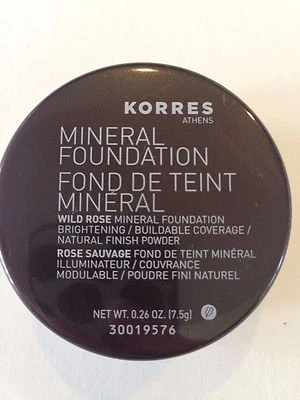 KORRES
ATHENS
MINERAL
FOUNDATION
FOND DE TEINT
MINÉRAL
WILD ROSE MINERAL FOUNDATION
BRIGHTENING / BUILDABLE COVERAGE /
NATURAL FINISH POWDER
ROSE SAUVAGE FOND DE TEINT MINÉRAL
ILLUMINATEUR / COUVRANCE
MODULABLE / POUDRE FINI NATUREL
NET WT. 0.26 OZ. (7.5g)
30019576